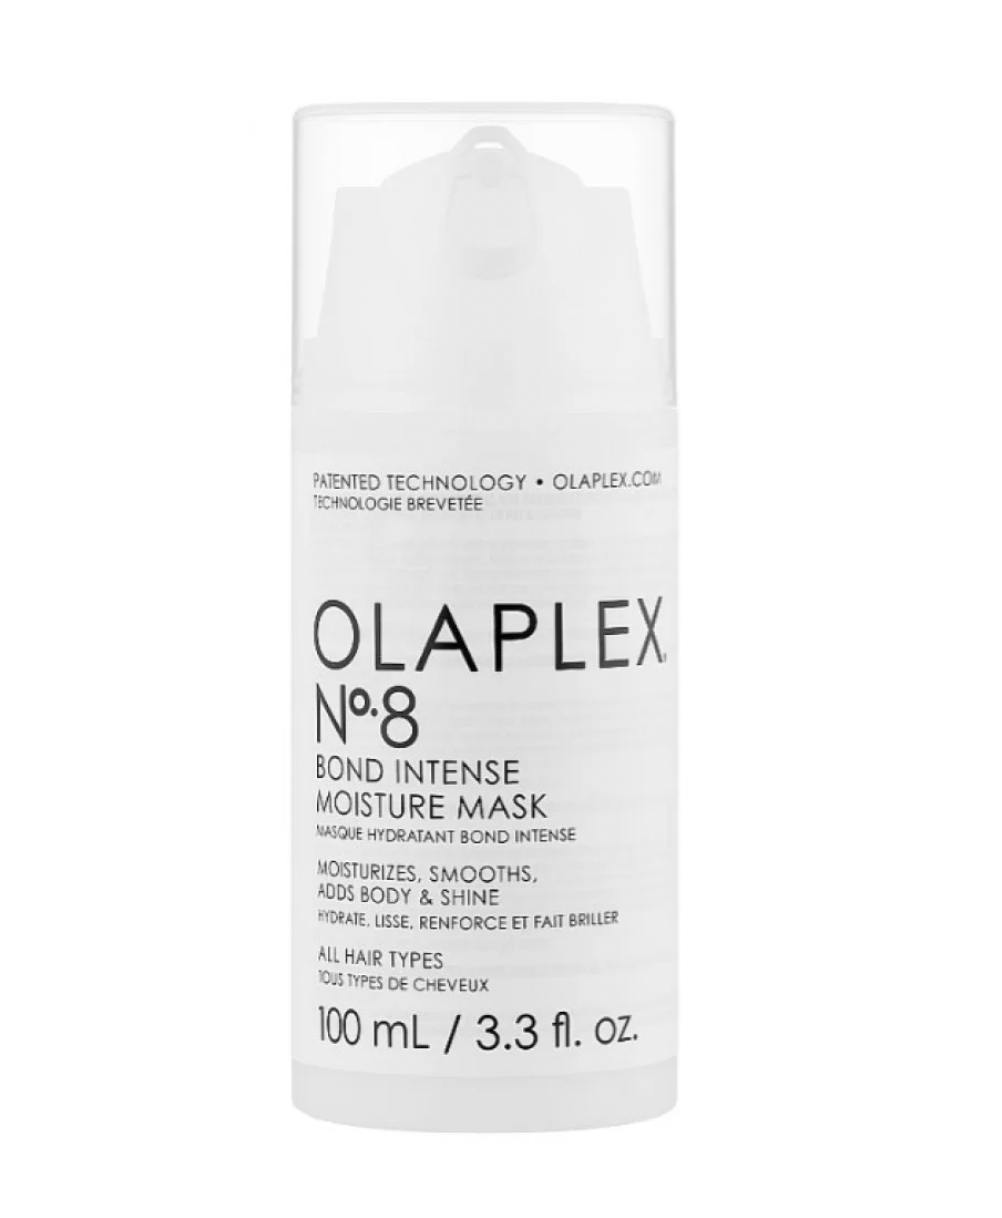 PATENTED TECHNOLOGY • OLAPLEX.COM
TECHNOLOGIE BREVETÉE
OLAPLEX.
Nº.8
BOND INTENSE
MOISTURE MASK
MASQUE HYDRATANT BOND INTENSE
MOISTURIZES, SMOOTHS,
ADDS BODY & SHINE
HYDRATE, LISSE, RENFORCE ET FAIT BRILLER
ALL HAIR TYPES
TOUS TYPES DE CHEVEUX
100 mL / 3.3 fl. oz.